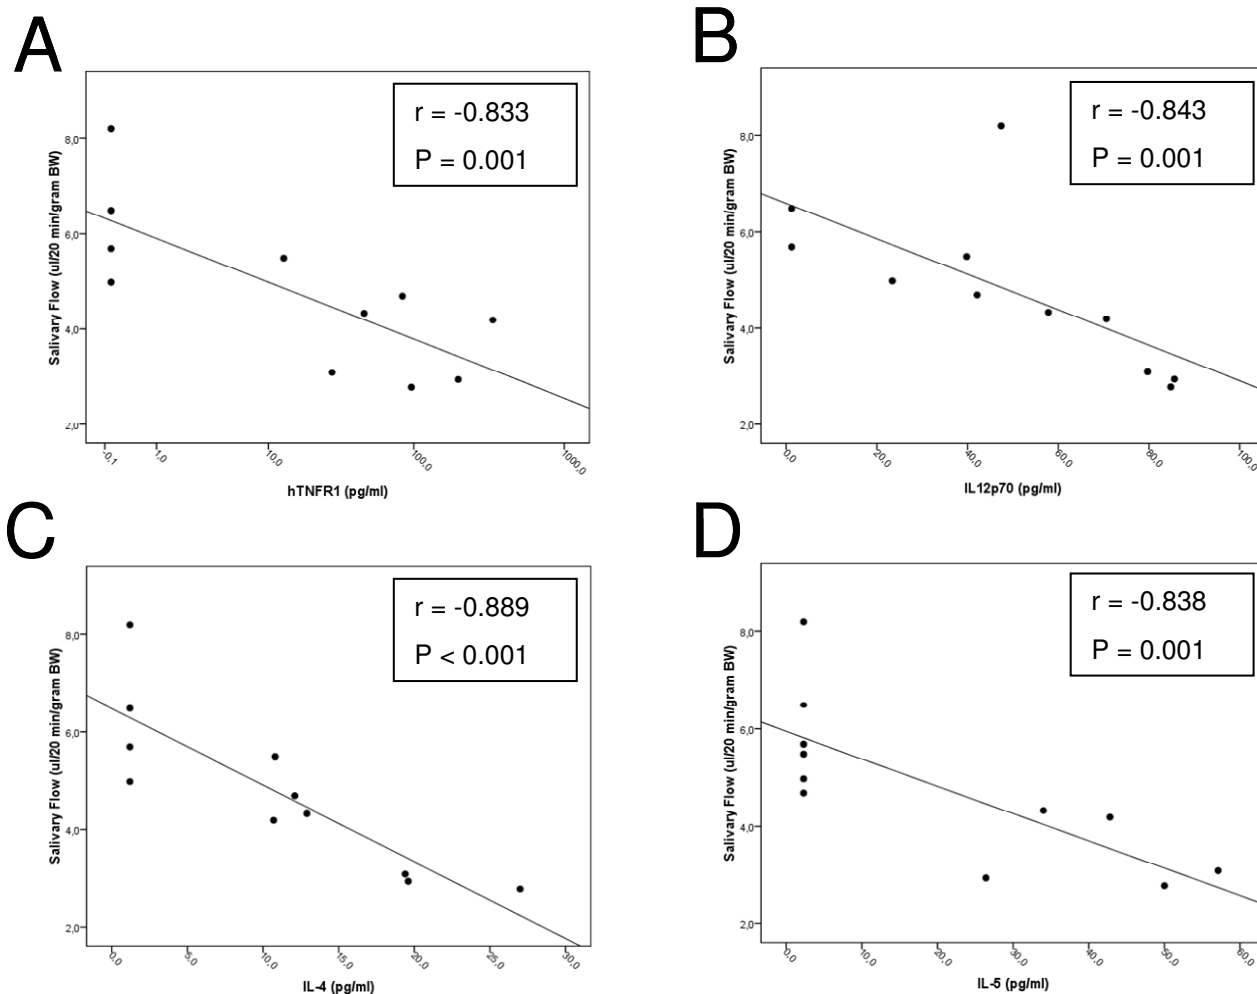 A
r = -0.833
P = 0.001
8,0
6,0
4,0
2,0
Salivary Flow (ul/20 min/gram BW)
-0,1
1,0
10,0
100,0
1000,0
hTNFR1 (pg/ml)
B
r = -0.843
P = 0.001
8,0
6,0
4,0
2,0
Salivary Flow (ul/20 min/gram BW)
0,0
20,0
40,0
60,0
80,0
100,0
IL12p70 (pg/ml)
C
r = -0.889
P < 0.001
8,0
6,0
4,0
2,0
Salivary Flow (ul/20 min/gram BW)
0,0
5,0
10,0
15,0
20,0
25,0
30,0
IL-4 (pg/ml)
D
r = -0.838
P = 0.001
8,0
6,0
4,0
2,0
Salivary Flow (ul/20 min/gram BW)
0,0
10,0
20,0
30,0
40,0
50,0
60,0
IL-5 (pg/ml)